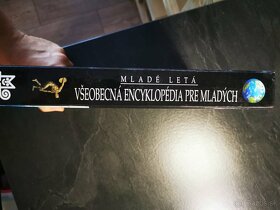 MLADÉ LETÁ
VŠEOBECNÁ ENCYKLOPÉDIA PRE MLADÝCH